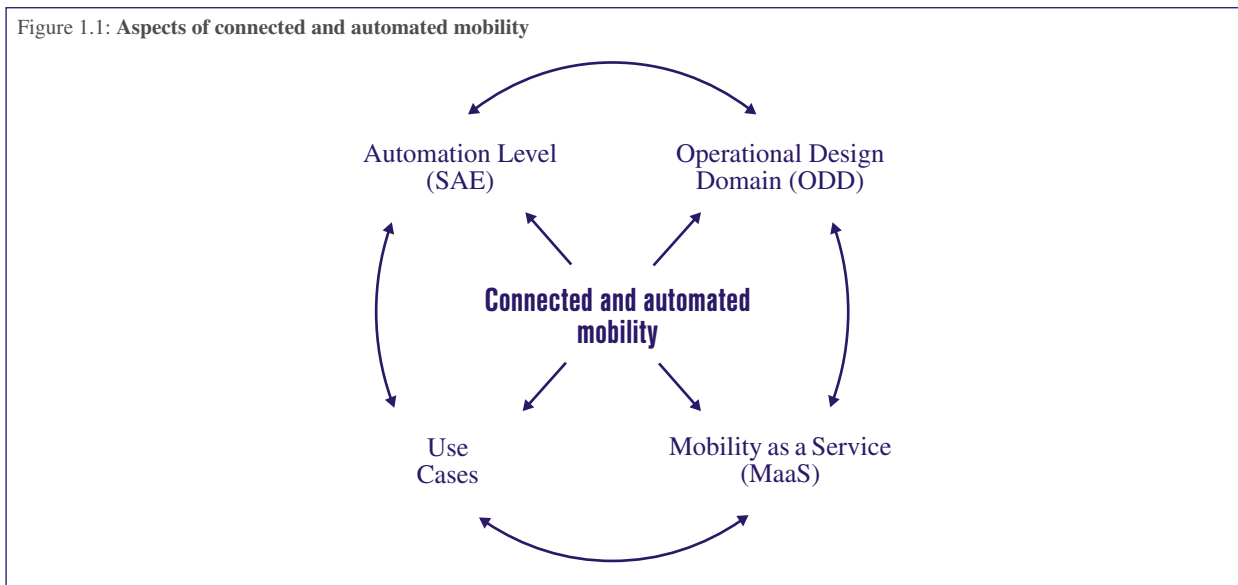 Figure 1.1: Aspects of connected and automated mobility
Automation Level
(SAE)
Operational Design
Domain (ODD)
Connected and automated
mobility
Use
Cases
Mobility as a Service
(MaaS)